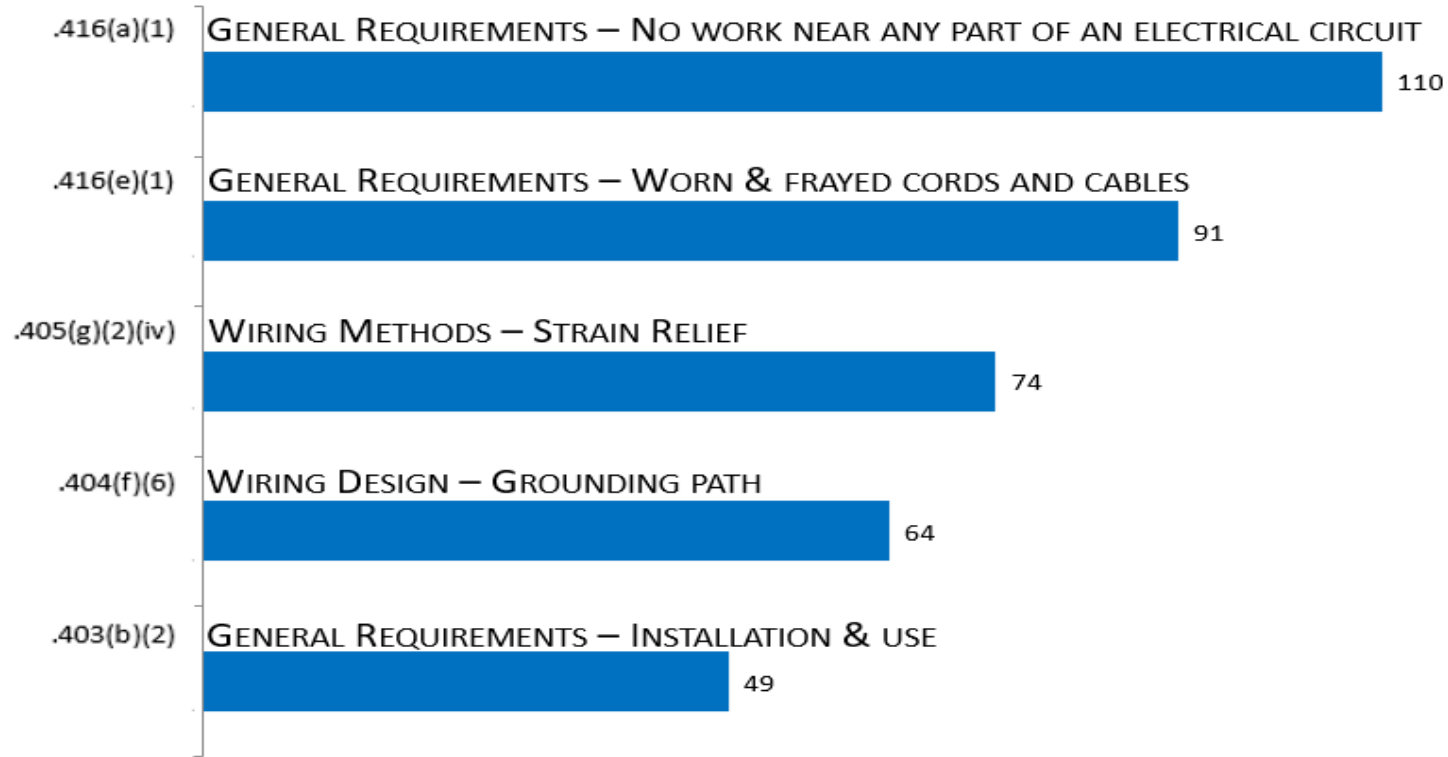 .416(a)(1) General Requirements – No work near any part of an electrical circuit
110
.416(e)(1) General Requirements – Worn & frayed cords and cables
91
.405(g)(2)(iv) Wiring Methods – Strain Relief
74
.404(f)(6) Wiring Design – Grounding path
64
.403(b)(2) General Requirements – Installation & use
49